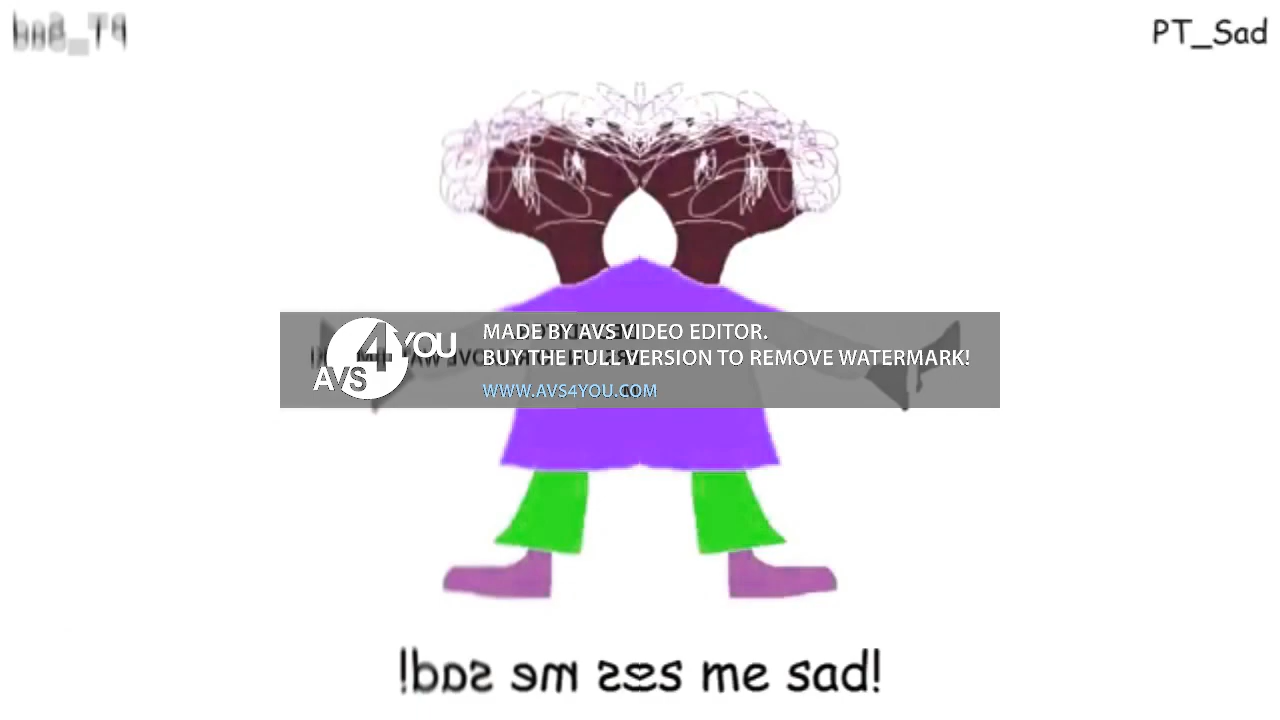 PT_Sad
MADE BY AVS VIDEO EDITOR.
BUY THE FULL VERSION TO REMOVE WATERMARK!
AVS4YOU
WWW.AVS4YOU.COM
me sad!